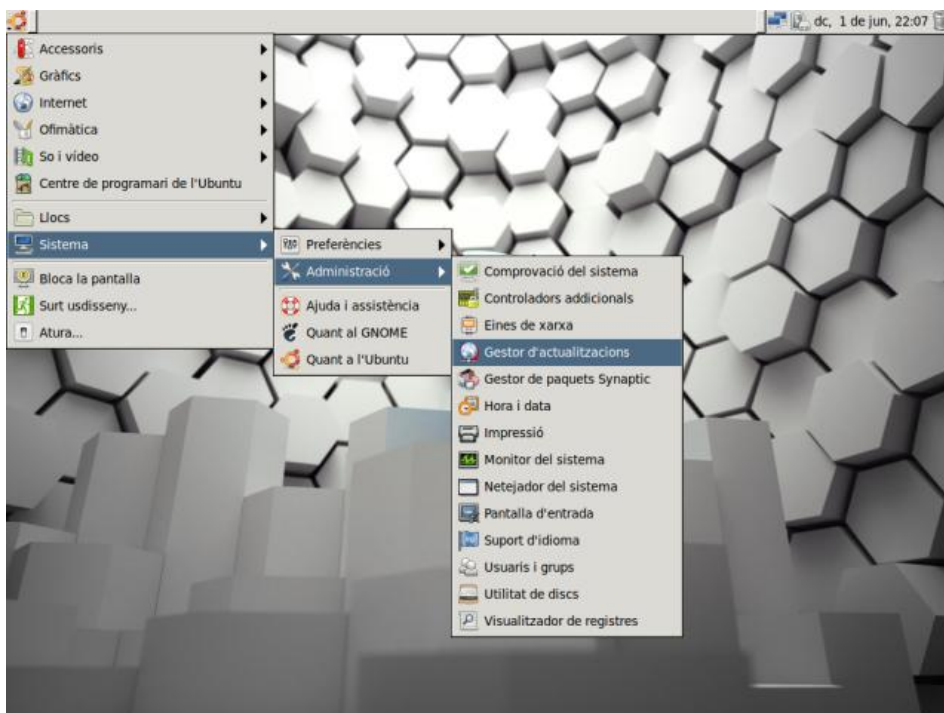 dc, 1 de jun, 22:07
Accessoris
Gràfics
Internet
Ofimàtica
So i vídeo
Centre de programari de l'Ubuntu
Llocs
Sistema
Bloca la pantalla
Surt usdisseny...
Atura...
Preferències
Administració
Ajuda i assistència
Quant al GNOME
Quant a l'Ubuntu
Comprovació del sistema
Controladors addicionals
Eines de xarxa
Gestor d'actualitzacions
Gestor de paquets Synaptic
Hora i data
Impressió
Monitor del sistema
Netejador del sistema
Pantalla d'entrada
Suport d'idioma
Usuaris i grups
Utilitat de discs
Visualitzador de registres